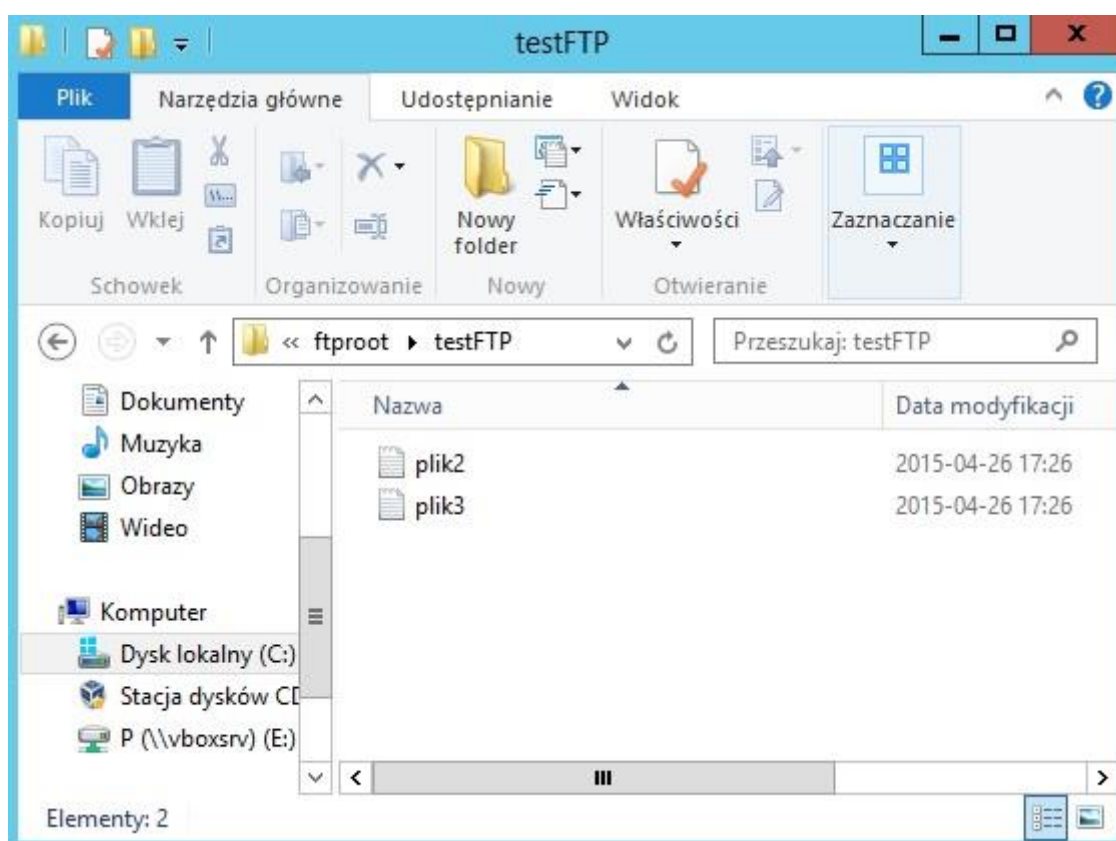 testFTP
Plik Narzędzia główne Udostępnianie Widok
Kopiuj Wklej Nowy folder Właściwości Zaznaczanie
Schowek Organizowanie Nowy Otwieranie
« ftproot testFTP Przeszukaj: testFTP
Nazwa Data modyfikacji
Dokumenty
Muzyka
Obrazy
Wideo
Komputer
Dysk lokalny (C:)
Stacja dysków CD
P (\\vboxsrv) (E:)
plik2 2015-04-26 17:26
plik3 2015-04-26 17:26
Elementy: 2